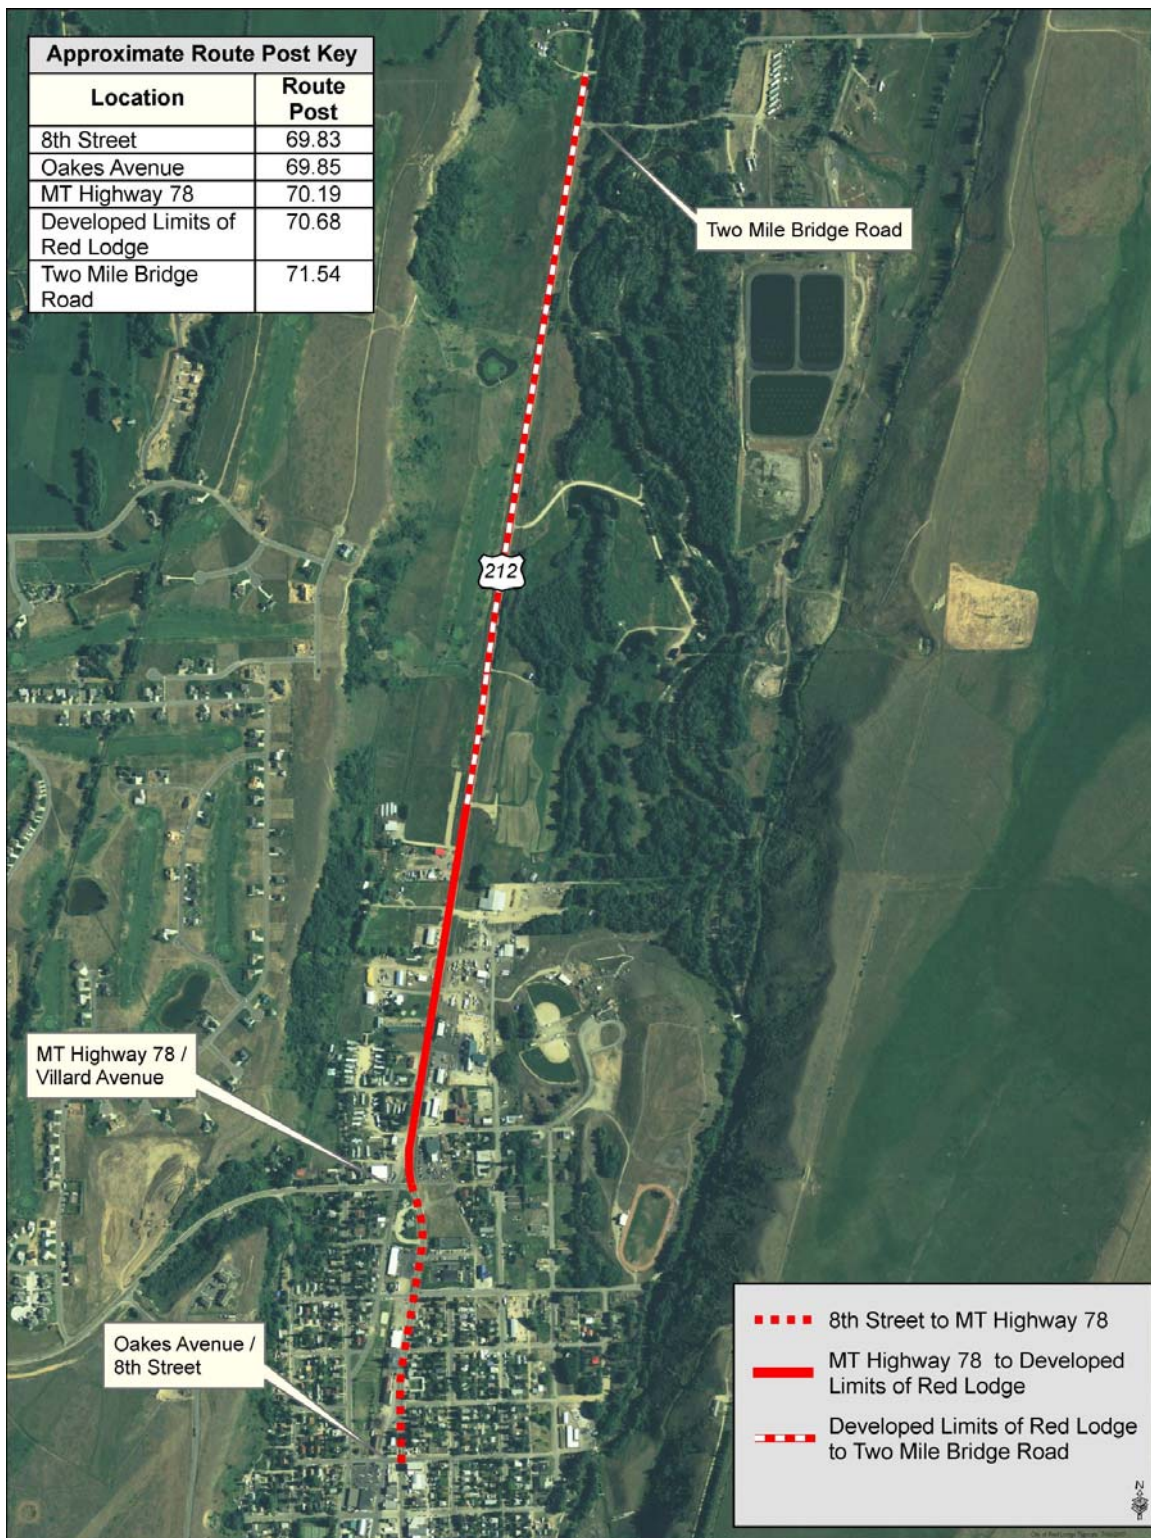 Approximate Route Post Key
Location Route
Post
8th Street 69.83
Oakes Avenue 69.85
MT Highway 78 70.19
Developed Limits of 70.68
Red Lodge
Two Mile Bridge 71.54
Road
Two Mile Bridge Road
212
MT Highway 78 /
Villard Avenue
Oakes Avenue /
8th Street
8th Street to MT Highway 78
MT Highway 78 to Developed
Limits of Red Lodge
Developed Limits of Red Lodge
to Two Mile Bridge Road
N